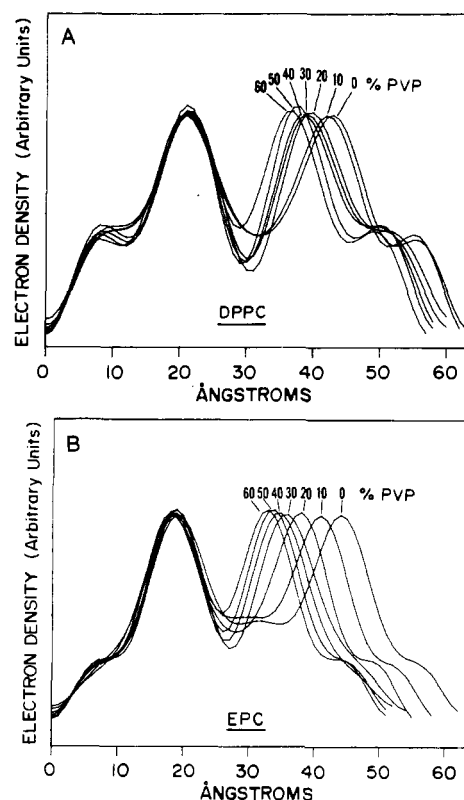 A
ELECTRON DENSITY (Arbitrary Units)
60 50 40 30 20 10 0 % PVP
DPPC
0 10 20 30 40 50 60
ÅNGSTROMS
B
ELECTRON DENSITY (Arbitrary Units)
60 50 40 30 20 10 0 % PVP
EPC
0 10 20 30 40 50 60
ÅNGSTROMS